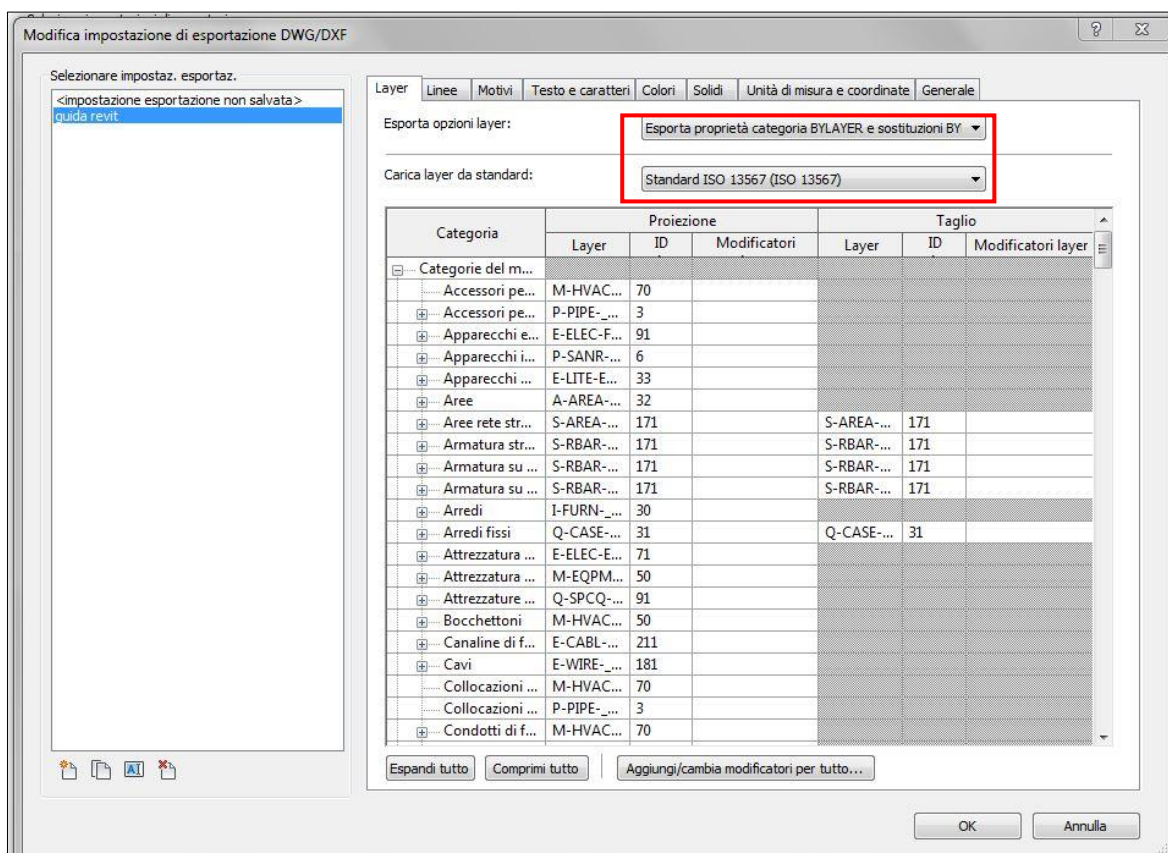 Modifica impostazione di esportazione DWG/DXF
Selezionare impostaz. esportaz.
<impostazione esportazione non salvata>
guida revit
Layer Linee Motivi Testo e caratteri Colori Solidi Unità di misura e coordinate Generale
Esporta opzioni layer: Esporta proprietà categoria BYLAYER e sostituzioni BY
Carica layer da standard: Standard ISO 13567 (ISO 13567)
Categoria Proiezione Taglio
Layer ID Modificatori Layer ID Modificatori layer
Categorie del m...
Accessori pe... M-HVAC... 70
Accessori pe... P-PIPE-_... 3
Apparecchi e... E-ELEC-F... 91
Apparecchi i... P-SANR-... 6
Apparecchi ... E-LITE-E... 33
Aree A-AREA-... 32
Aree rete str... S-AREA-... 171 S-AREA-... 171
Armatura str... S-RBAR-... 171 S-RBAR-... 171
Armatura su ... S-RBAR-... 171 S-RBAR-... 171
Armatura su ... S-RBAR-... 171 S-RBAR-... 171
Arredi I-FURN-_... 30
Arredi fissi Q-CASE-... 31 Q-CASE-... 31
Attrezzatura ... E-ELEC-E... 71
Attrezzatura ... M-EQPM... 50
Attrezzature ... Q-SPCQ-... 91
Bocchettoni M-HVAC... 50
Canaline di f... E-CABL-... 211
Cavi E-WIRE-_... 181
Collocazioni ... M-HVAC... 70
Collocazioni ... P-PIPE-_... 3
Condotti di f... M-HVAC... 70
Espandi tutto Comprimi tutto Aggiungi/cambia modificatori per tutto...
OK Annulla